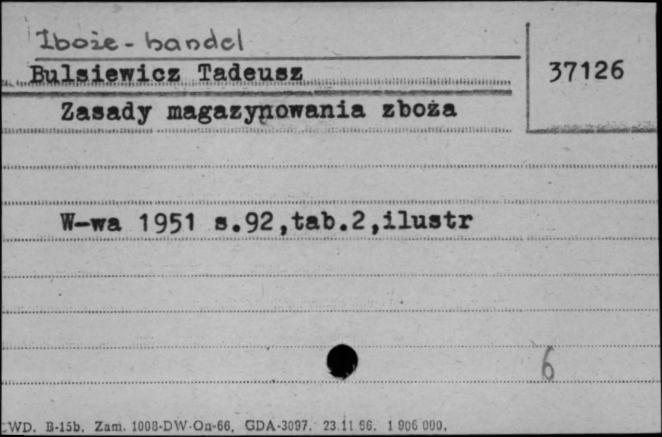 Zboże - handel
Bulsiewicz Tadeusz
37126
Zasady magazynowania zboża
W-wa 1951 s.92,tab.2,ilustr
6
CWD. B-15b. Zam. 1008-DW-On-66. GDA-3097. 23.11 66. 1 906 000.